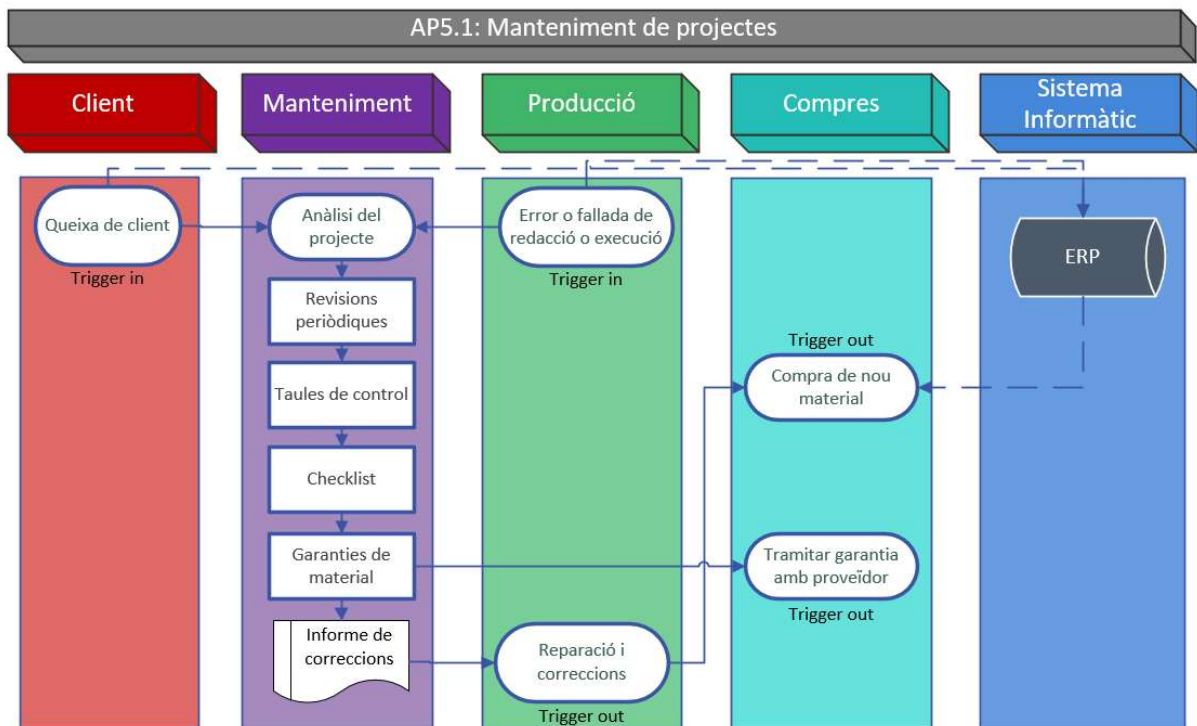 AP5.1: Manteniment de projectes
Client
Manteniment
Producció
Compres
Sistema
Informàtic
Queixa de client
Trigger in
Anàlisi del
projecte
Error o fallada de
redacció o execució
Trigger in
ERP
Revisions
periòdiques
Trigger out
Compra de nou
material
Taules de control
Checklist
Garanties de
material
Tramitar garantia
amb proveïdor
Trigger out
Informe de
correccions
Reparació i
correccions
Trigger out